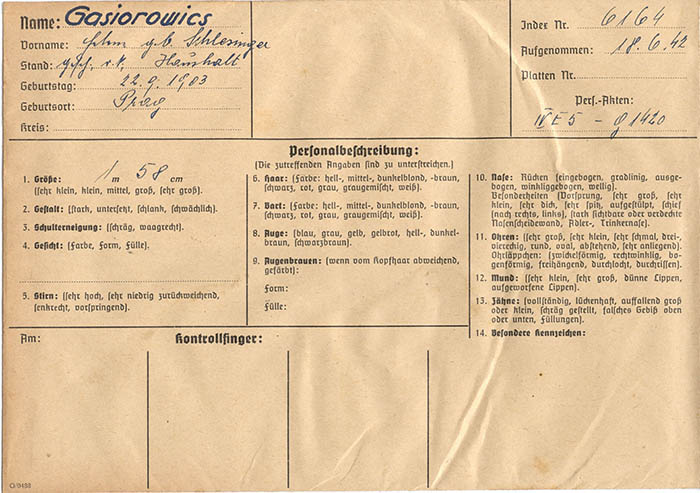 Name: Gasiorowics
Vorname: geb. Schlesinger
Stand: gesch. r. k. Haushalt
Geburtstag: 22.9.1903
Geburtsort: Prag
Kreis:
Index Nr. 6164
Aufgenommen: 18.6.42
Platten Nr.
Pers.-Akten:
IV E 5 - g 1420
Personalbeschreibung:
(Die zutreffenden Angaben sind zu unterstreichen.)
1. Größe: 1 m 58 cm
(sehr klein, klein, mittel, groß, sehr groß).
2. Gestalt: (stark, untersetzt, schlank, schwächlich).
3. Schulterneigung: (schräg, waagrecht).
4. Gesicht: (Farbe, Form, Fülle).
5. Stirn: (sehr hoch, sehr niedrig zurückweichend,
senkrecht, vorspringend).
6. Haar: (Farbe: hell-, mittel-, dunkelblond, -braun,
schwarz, rot, grau, graugemischt, weiß).
7. Bart: (Farbe: hell-, mittel-, dunkelblond, -braun,
schwarz, rot, grau, graugemischt, weiß).
8. Auge: (blau, grau, gelb, gelbrot, hell-, dunkel-
braun, schwarzbraun).
9. Augenbrauen: (wenn vom Kopfhaar abweichend,
gefärbt):
Form:
Fülle:
10. Nase: Rücken (eingebogen, gradlinig, ausge-
bogen, winkliggebogen, wellig).
Besonderheiten (Vorsprung, sehr groß, sehr
klein, sehr dick, sehr spitz, aufgestülpt, schief
(nach rechts, links), stark sichtbare oder verdeckte
Nasenscheidewand, Adler-, Trinkernase).
11. Ohren: (sehr groß, sehr klein, sehr schmal, drei-,
viereckig, rund, oval, abstehend, sehr anliegend).
Ohrläppchen: (zwickelförmig, rechtwinklig, bo-
genförmig, freihängend, durchlocht, durchrissen).
12. Mund: (sehr klein, sehr groß, dünne Lippen,
aufgeworfene Lippen).
13. Zähne: (vollständig, lückenhaft, auffallend groß
oder klein, schräg gestellt, falsches Gebiß oben
oder unten, Füllungen).
14. Besondere Kennzeichen:
Am:
Kontrollfinger: